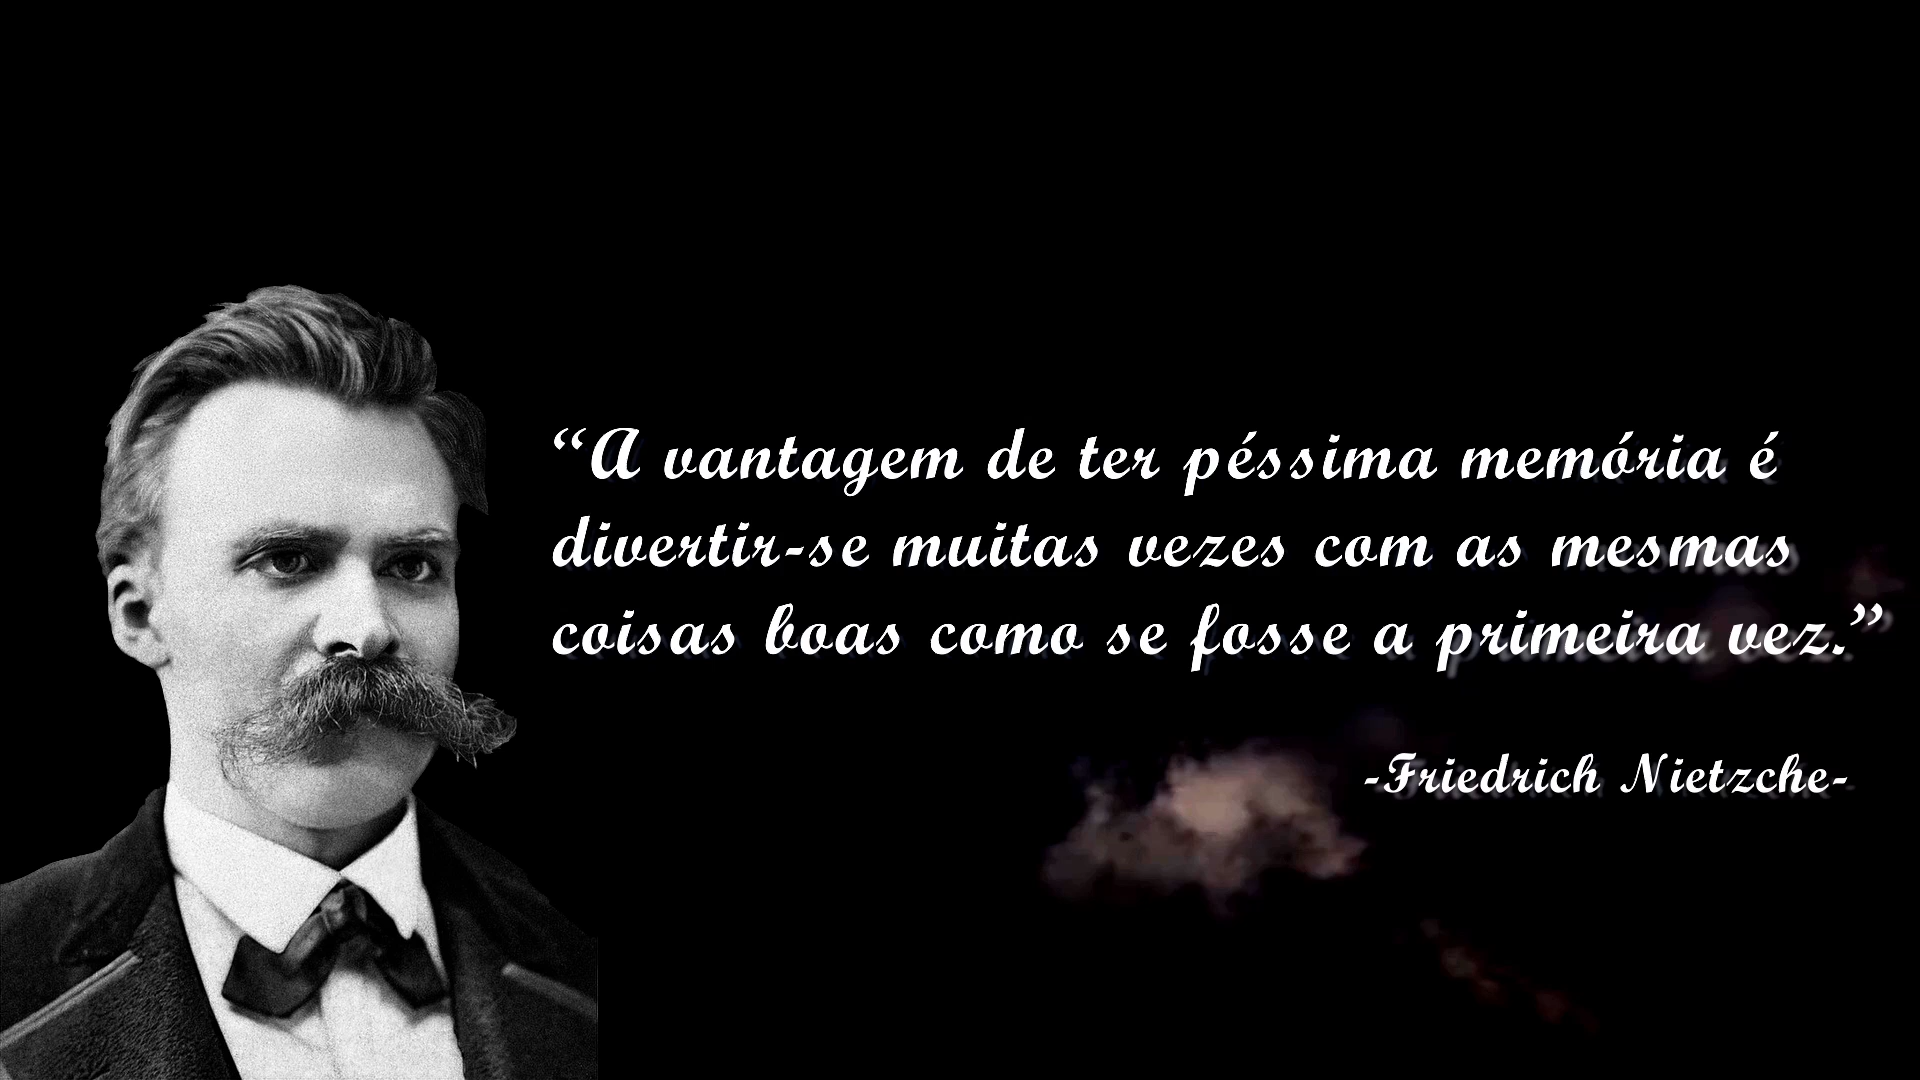 “A vantagem de ter péssima memória é
divertir-se muitas vezes com as mesmas
coisas boas como se fosse a primeira vez.”
-Friedrich Nietzche-